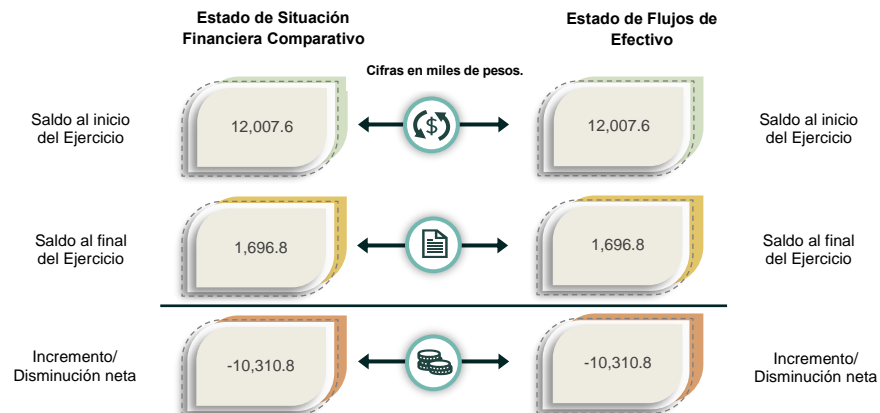 Estado de Situación
Financiera Comparativo
Estado de Flujos de
Efectivo
Cifras en miles de pesos.
Saldo al inicio
del Ejercicio
12,007.6
$
12,007.6
Saldo al inicio
del Ejercicio
Saldo al final
del Ejercicio
1,696.8
1,696.8
Saldo al final
del Ejercicio
Incremento/
Disminución neta
-10,310.8
-10,310.8
Incremento/
Disminución neta